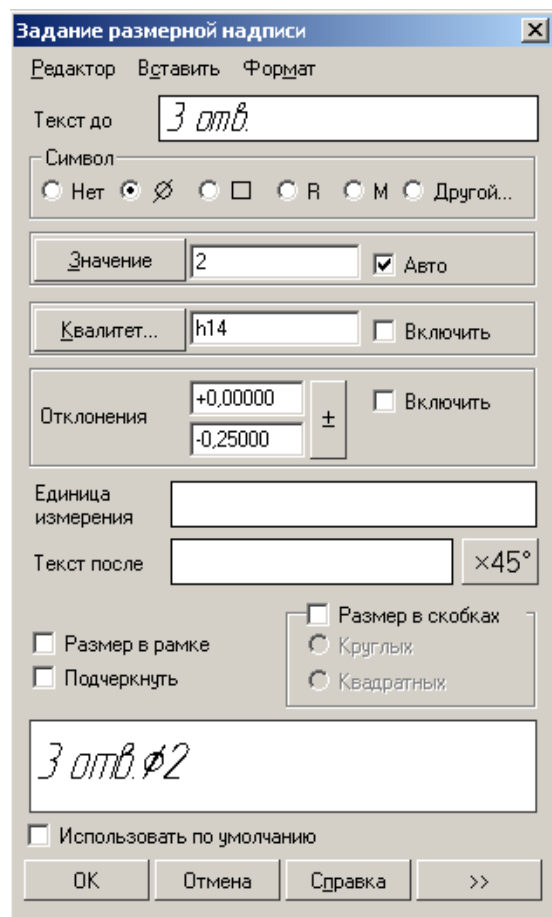 Задание размерной надписи
Редактор Вставить Формат
Текст до 3 отв.
Символ
Нет Ø □ R M Другой...
Значение 2 Авто
Квалитет... h14 Включить
Отклонения +0,00000 ± Включить
-0,25000
Единица
измерения
Текст после ×45°
Размер в скобках
Размер в рамке Круглых
Подчеркнуть Квадратных
3 отв.Ø2
Использовать по умолчанию
OK Отмена Справка >>